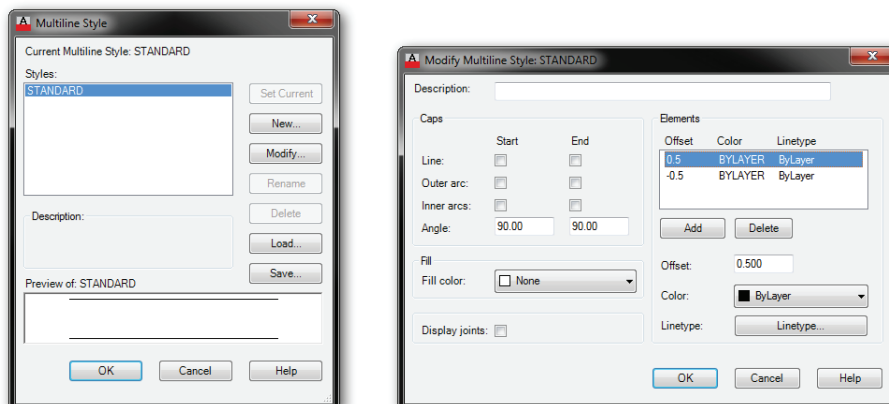 Multiline Style
Current Multiline Style: STANDARD
Styles:
STANDARD
Set Current
New...
Modify...
Rename
Delete
Load...
Save...
Description:
Preview of: STANDARD
OK Cancel Help
Modify Multiline Style: STANDARD
Description:
Caps
Start End
Line:
Outer arc:
Inner arcs:
Angle: 90.00 90.00
Fill
Fill color: None
Display joints:
Elements
Offset Color Linetype
0.5 BYLAYER ByLayer
-0.5 BYLAYER ByLayer
Add Delete
Offset: 0.500
Color: ByLayer
Linetype: Linetype...
OK Cancel Help